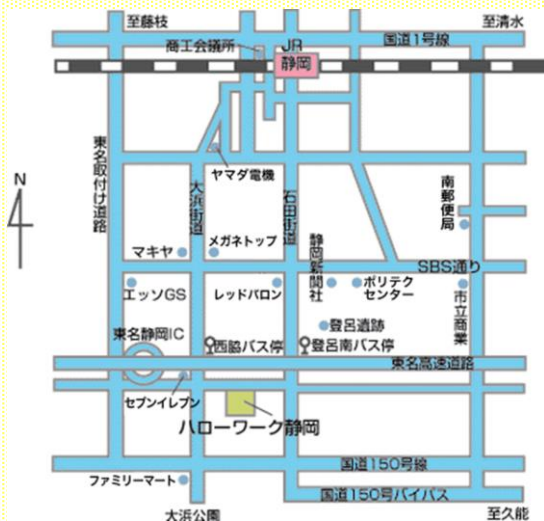 至藤枝
至清水
国道1号線
商工会議所
JR
静岡
N
東名取付け道路
ヤマダ電機
大浜街道
石田街道
南郵便局
マキヤ
メガネトップ
静岡新聞社
SBS通り
エッソGS
レッドバロン
ポリテク
センター
市立商業
登呂遺跡
東名静岡IC
西脇バス停
登呂南バス停
東名高速道路
セブンイレブン
ハローワーク静岡
国道150号線
ファミリーマート
国道150号バイパス
大浜公園
至久能